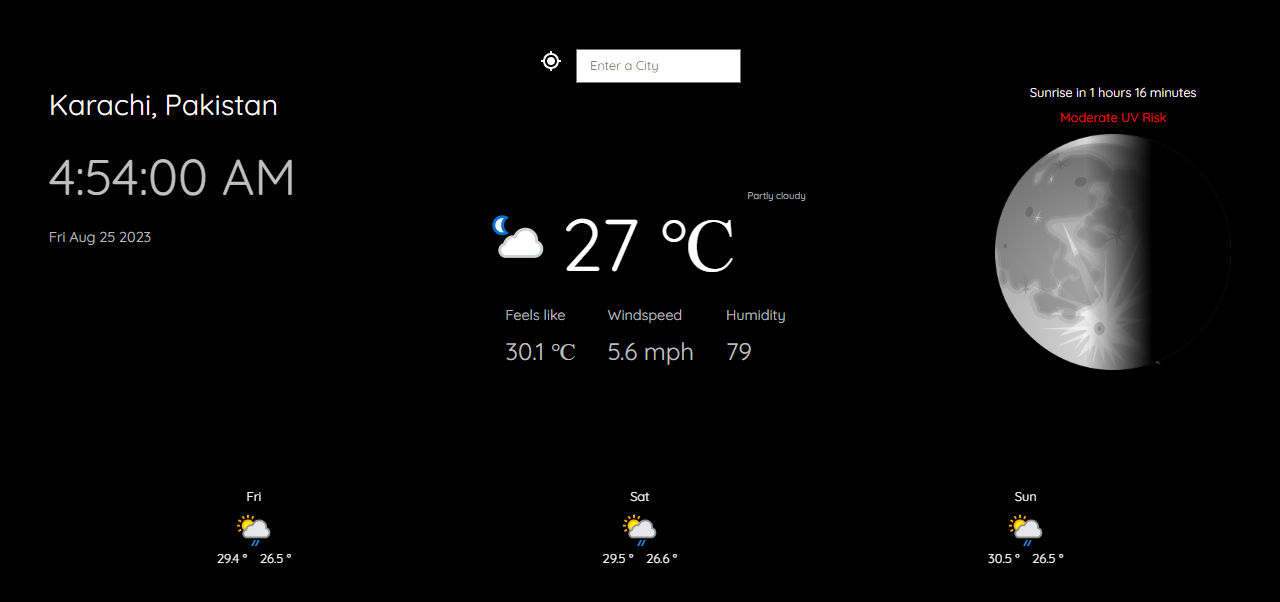 Enter a City
Karachi, Pakistan
4:54:00 AM
Fri Aug 25 2023
Partly cloudy
27 °C
Feels like
30.1 °C
Windspeed
5.6 mph
Humidity
79
Sunrise in 1 hours 16 minutes
Moderate UV Risk
Fri
29.4 ° 26.5 °
Sat
29.5 ° 26.6 °
Sun
30.5 ° 26.5 °